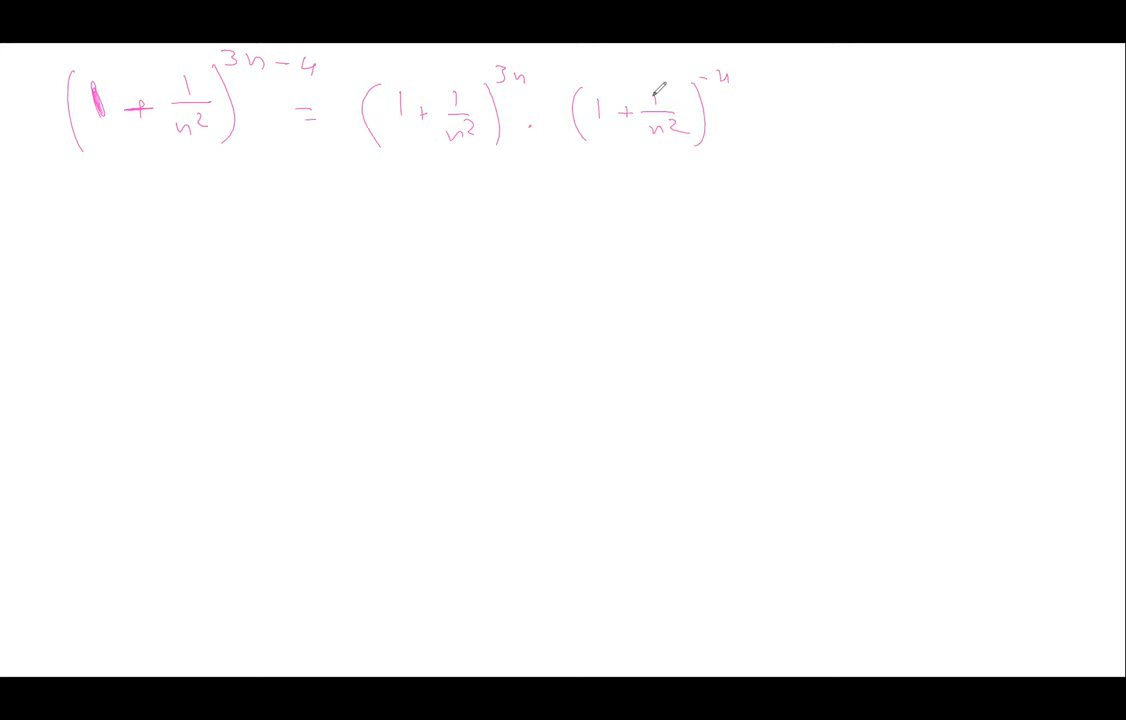 (1 + 1/n²)^(3n - 4) = (1 + 1/n²)^(3n) . (1 + 1/n²)^(-4)